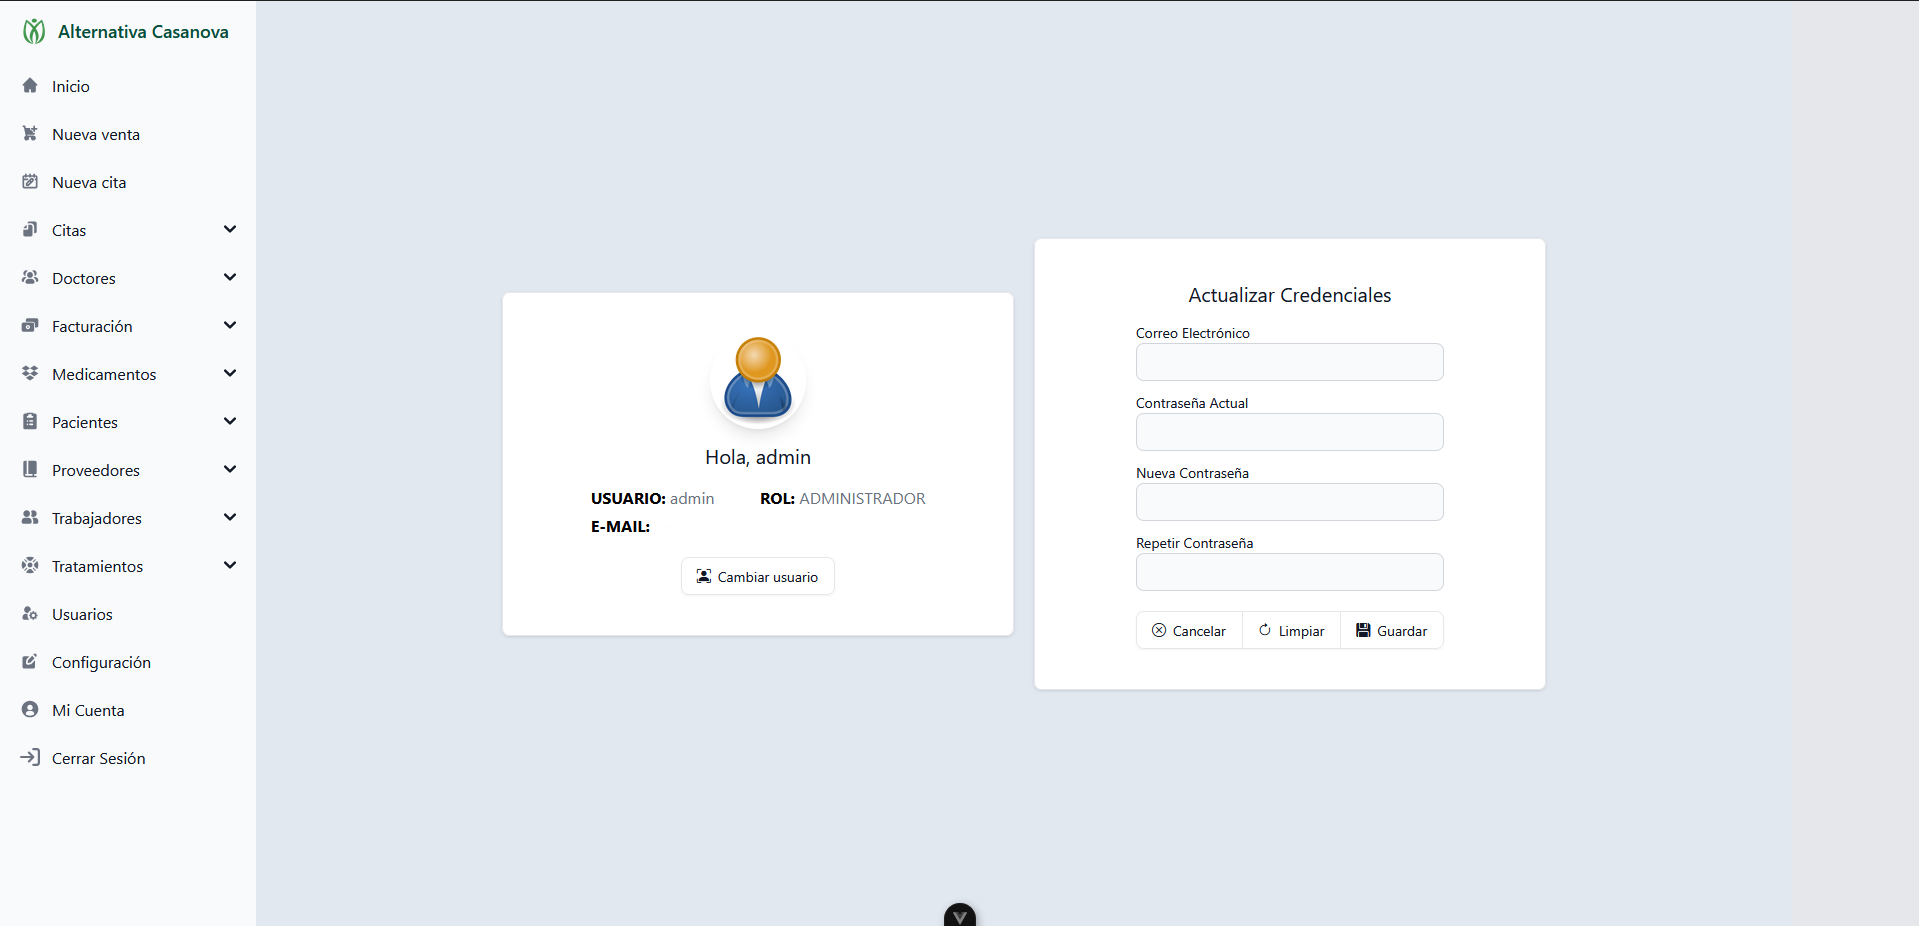 Alternativa Casanova
Inicio
Nueva venta
Nueva cita
Citas
Doctores
Facturación
Medicamentos
Pacientes
Proveedores
Trabajadores
Tratamientos
Usuarios
Configuración
Mi Cuenta
Cerrar Sesión
Hola, admin
USUARIO: admin ROL: ADMINISTRADOR
E-MAIL:
Cambiar usuario
Actualizar Credenciales
Correo Electrónico
Contraseña Actual
Nueva Contraseña
Repetir Contraseña
Cancelar Limpiar Guardar